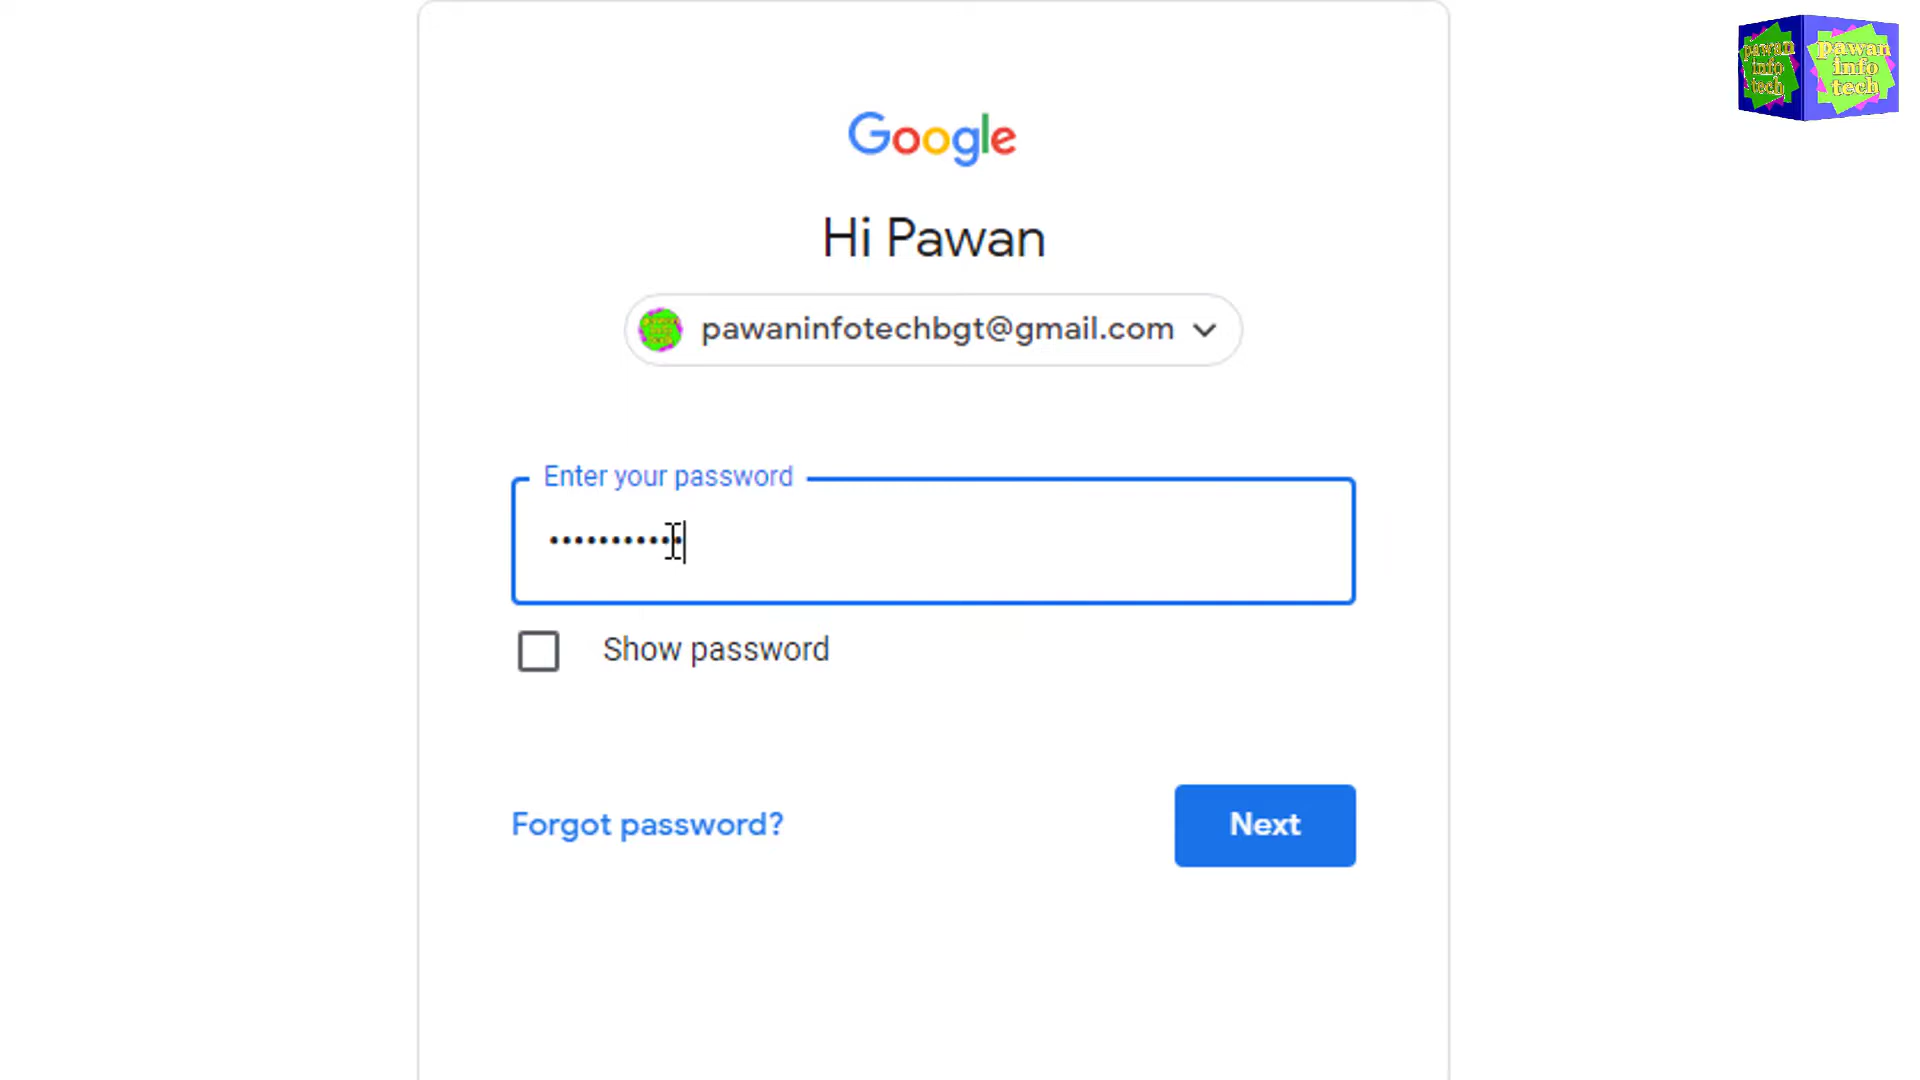 pawan
info
tech
pawan
info
tech
Google
Hi Pawan
pawaninfotechbgt@gmail.com
Enter your password
Show password
Forgot password?
Next